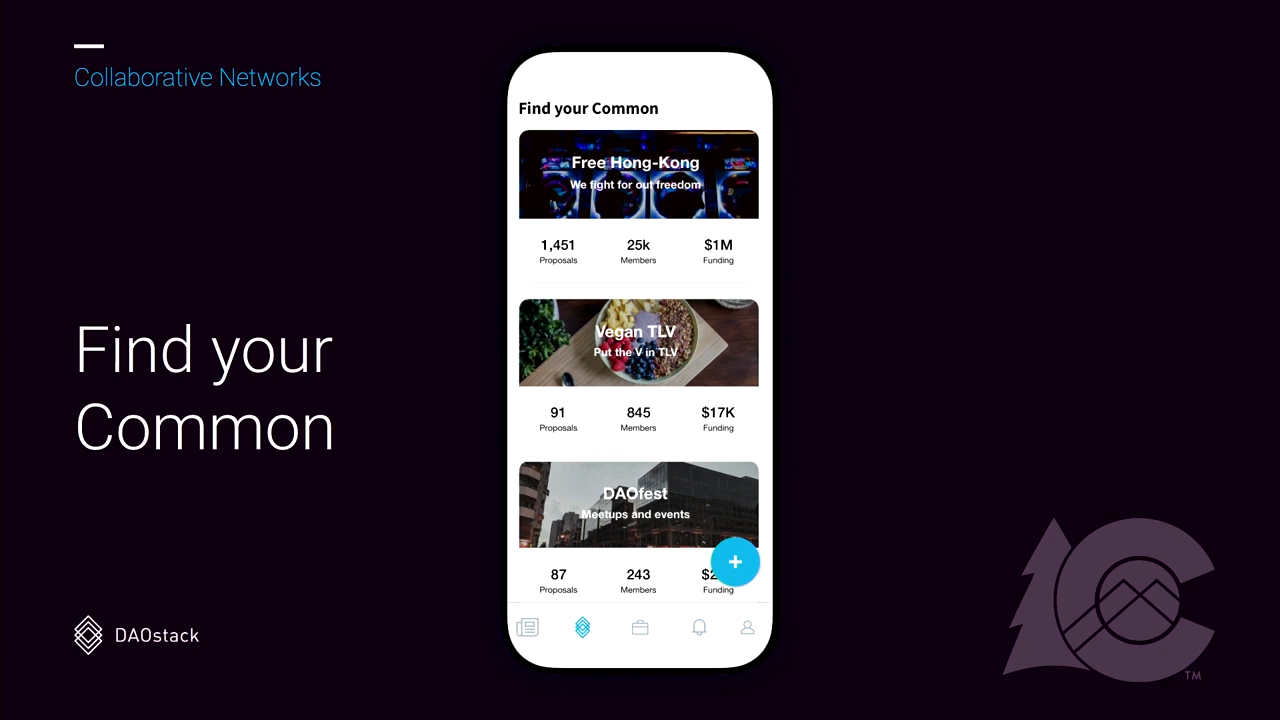 Collaborative Networks
Find your
Common
DAOstack
Find your Common
Free Hong-Kong
We fight for out freedom
1,451 25k $1M
Proposals Members Funding
Vegan TLV
Put the V in TLV
91 845 $17K
Proposals Members Funding
DAOfest
Meetups and events
87 243
Proposals Members Funding
+
TM